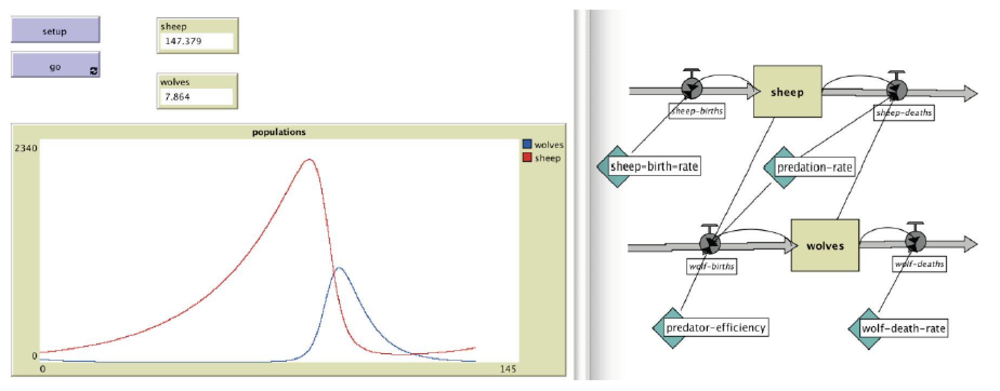 setup
go
sheep
147.379
wolves
7.864
populations
2340
0
0
145
wolves
sheep
sheep
sheep-births
sheep-deaths
sheep-birth-rate
predation-rate
wolves
wolf-births
wolf-deaths
predator-efficiency
wolf-death-rate